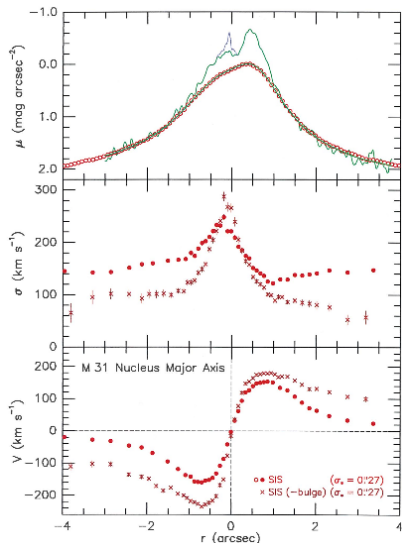 0.0
1.0
2.0
μ (mag arcsec⁻²)
300
200
100
0
σ (km s⁻¹)
M 31 Nucleus Major Axis
200
100
0
-100
-200
V (km s⁻¹)
SIS (σ* = 0."27)
SIS (-bulge) (σ* = 0."27)
-4 -2 0 2 4
r (arcsec)